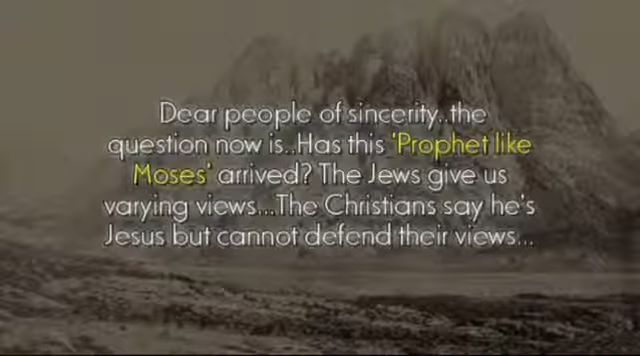 Dear people of sincerity..the
question now is..Has this 'Prophet like
Moses' arrived? The Jews give us
varying views...The Christians say he's
Jesus but cannot defend their views...